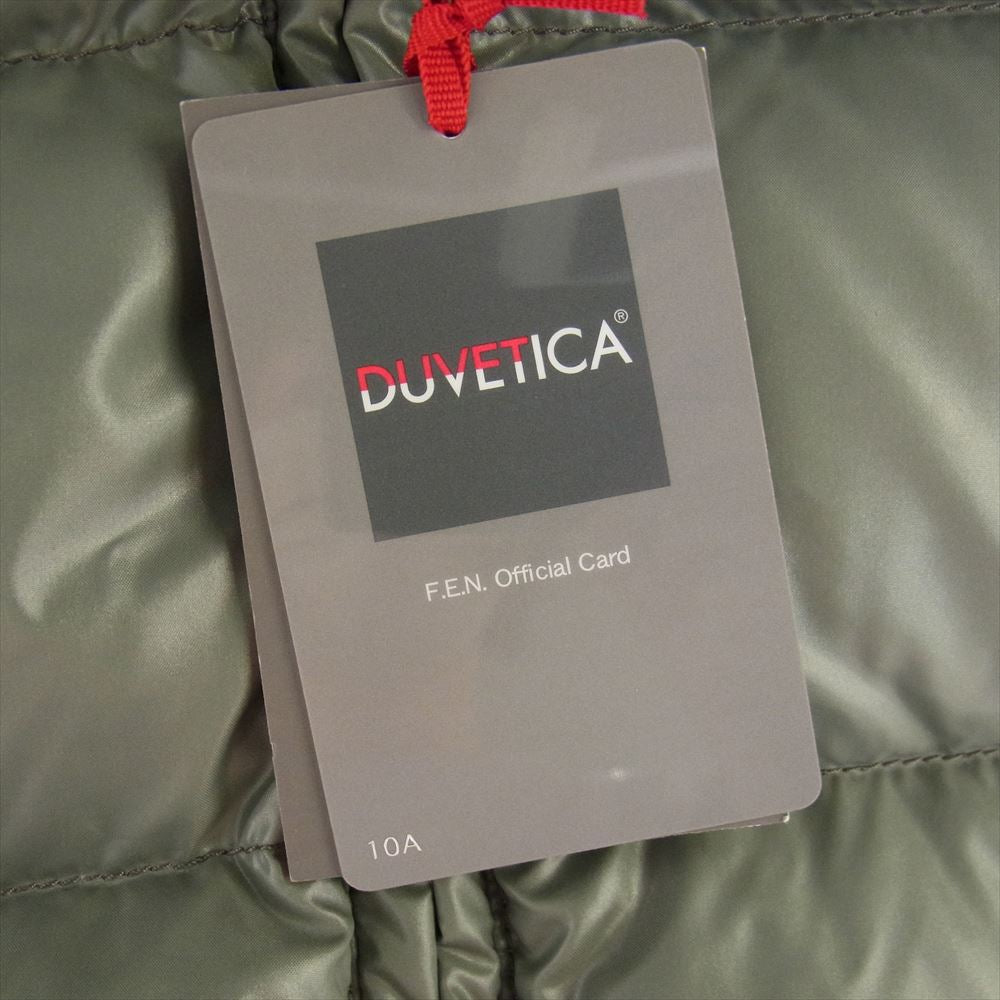 DUVETICA®
F.E.N. Official Card
10A